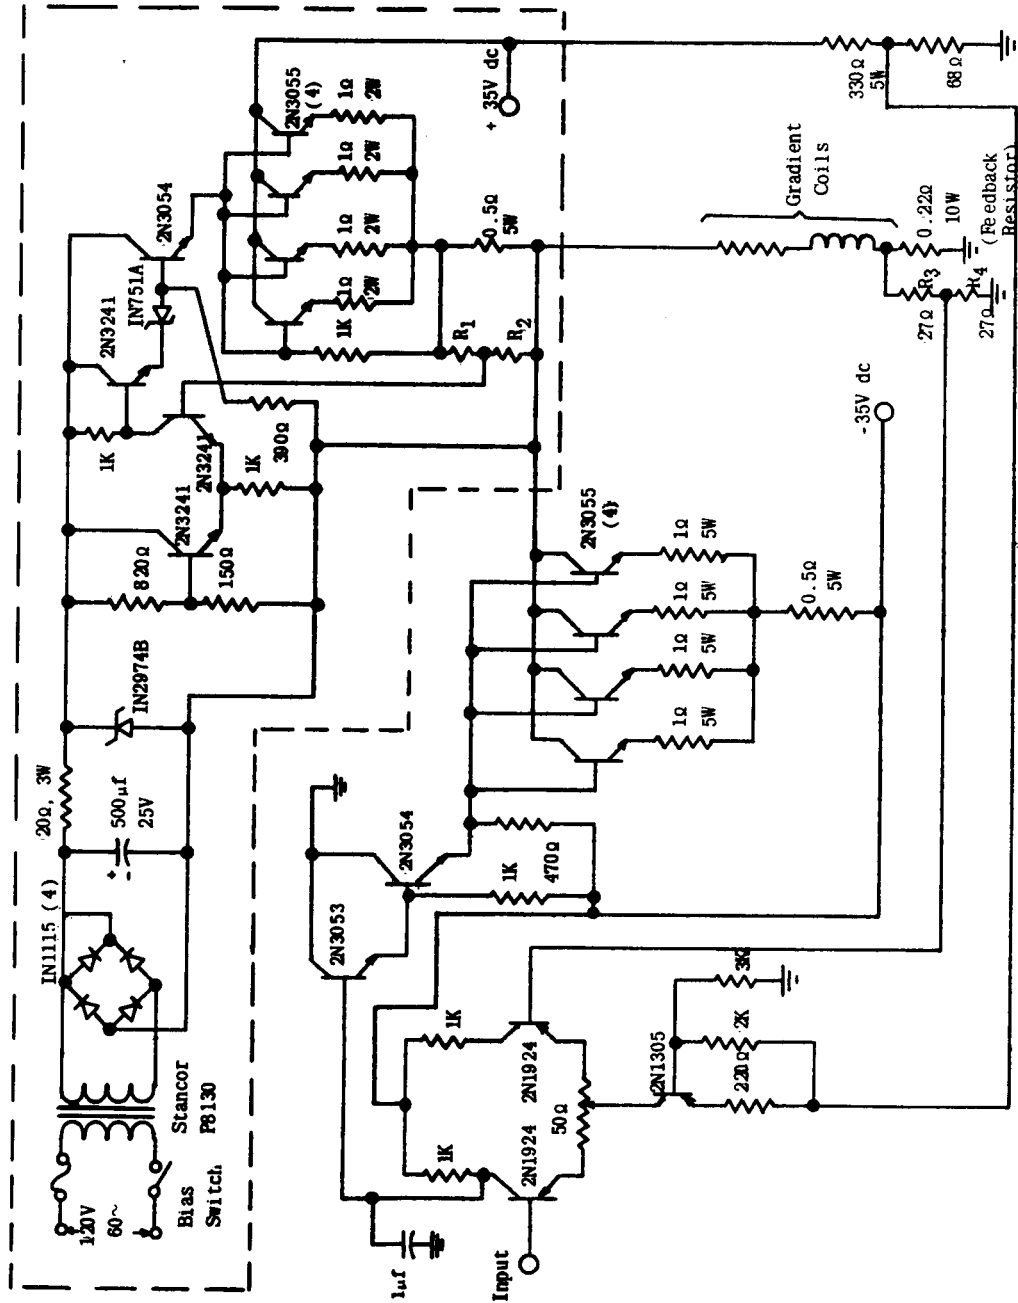 120V
60~
Bias
Switch
Stancor
P8130
IN1115 (4)
+
-
500µf
25V
20Ω, 3W
IN2974B
820Ω
150Ω
2N3241
2N3241
1K
1K
390Ω
2N3241
IN751A
2N3054
2N3055
(4)
1Ω
2W
1Ω
2W
1Ω
2W
1Ω
2W
1K
R1
R2
0.5Ω
5W
+ 35V dc
330Ω
5W
68Ω
Gradient
Coils
0.22Ω
10W
(Feedback
Resistor)
R3
27Ω
R4
27Ω
-35V dc
2N3055
(4)
1Ω
5W
1Ω
5W
1Ω
5W
1Ω
5W
0.5Ω
5W
2N3054
2N3053
1K
470Ω
1K
1K
2N1924
2N1924
50Ω
2N1305
3K
220Ω
2K
1µf
Input